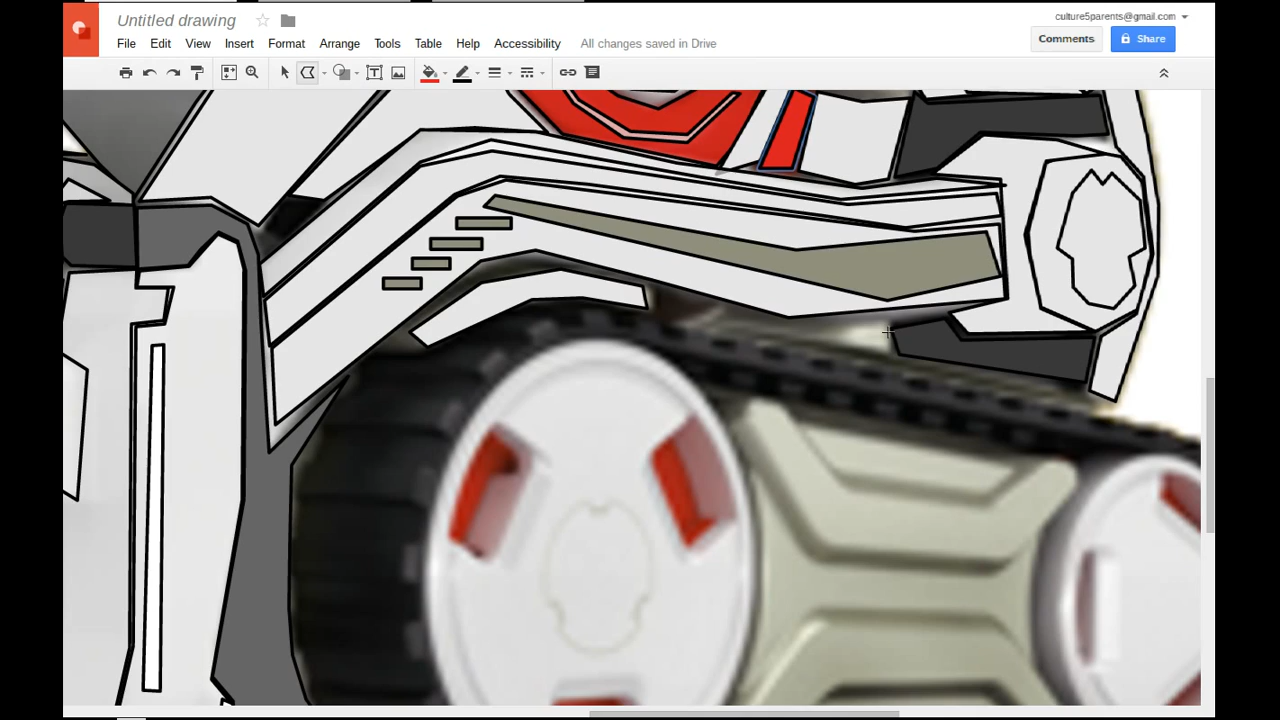 Untitled drawing
culture5parents@gmail.com
File Edit View Insert Format Arrange Tools Table Help Accessibility All changes saved in Drive
Comments Share